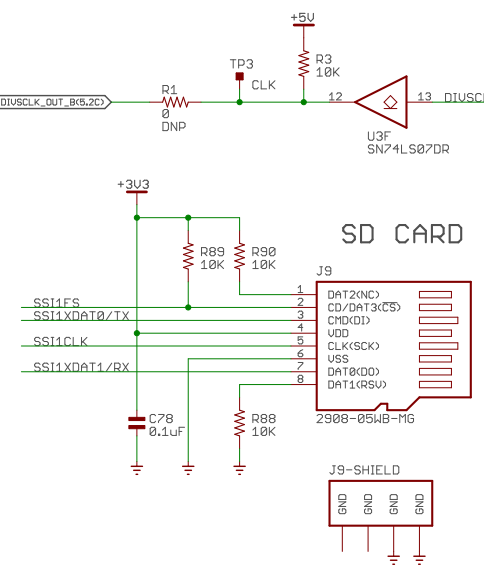 +5V
TP3
R3
10K
CLK
R1
DIVSCLK_OUT_B(5.2C)
12
13
0
DNP
U3F
SN74LS07DR
+3V3
SD CARD
R89
10K
R90
10K
J9
SSI1FS
SSI1XDAT0/TX
SSI1CLK
SSI1XDAT1/RX
1 DAT2(NC)
2 CD/DAT3(CS)
3 CMD(DI)
4 VDD
5 CLK(SCK)
6 VSS
7 DAT0(DO)
8 DAT1(RSV)
C78
0.1uF
R88
10K
2908-05WB-MG
J9-SHIELD
GND GND GND GND